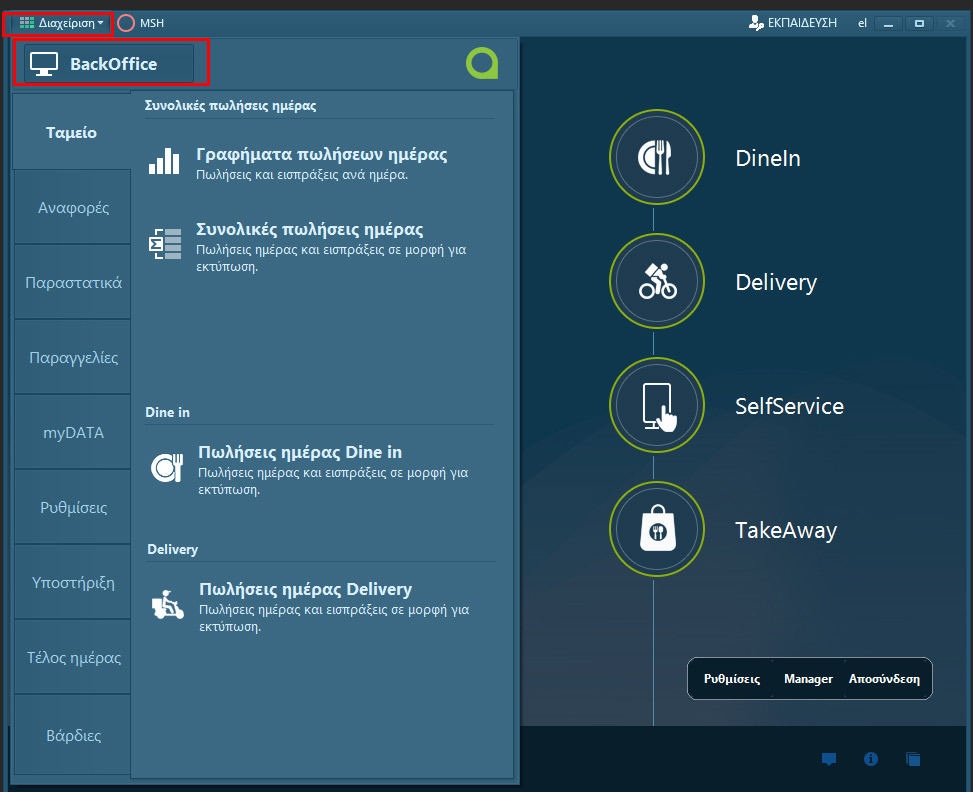 Διαχείριση
MSH
ΕΚΠΑΙΔΕΥΣΗ
el
BackOffice
Ταμείο
Αναφορές
Παραστατικά
Παραγγελίες
myDATA
Ρυθμίσεις
Υποστήριξη
Τέλος ημέρας
Βάρδιες
Συνολικές πωλήσεις ημέρας
Γραφήματα πωλήσεων ημέρας
Πωλήσεις και εισπράξεις ανά ημέρα.
Συνολικές πωλήσεις ημέρας
Πωλήσεις ημέρας και εισπράξεις σε μορφή για
εκτύπωση.
Dine in
Πωλήσεις ημέρας Dine in
Πωλήσεις ημέρας και εισπράξεις σε μορφή για
εκτύπωση.
Delivery
Πωλήσεις ημέρας Delivery
Πωλήσεις ημέρας και εισπράξεις σε μορφή για
εκτύπωση.
DineIn
Delivery
SelfService
TakeAway
Ρυθμίσεις
Manager
Αποσύνδεση